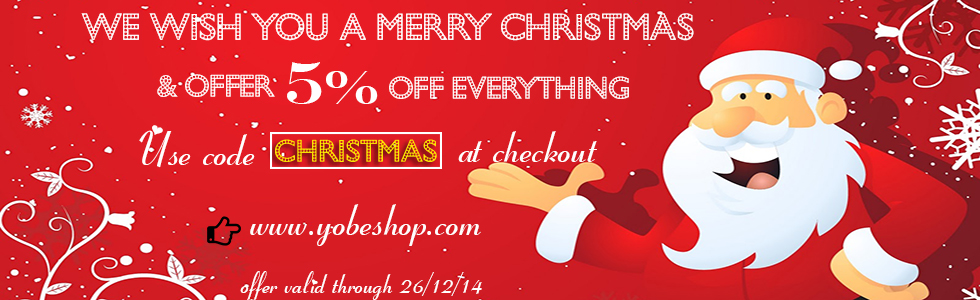 WE WISH YOU A MERRY CHRISTMAS
& OFFER 5% OFF EVERYTHING
Use code CHRISTMAS at checkout
www.yobeshop.com
offer valid through 26/12/14